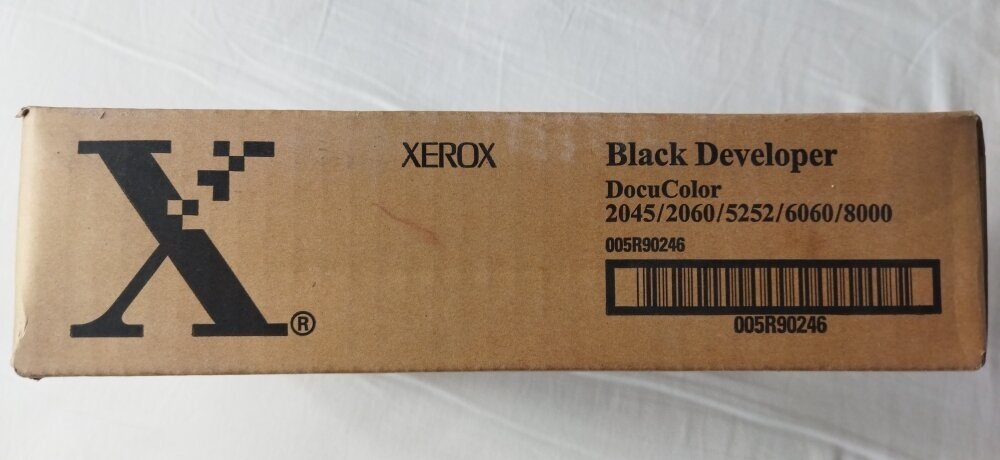 X®
XEROX
Black Developer
DocuColor
2045/2060/5252/6060/8000
005R90246
005R90246